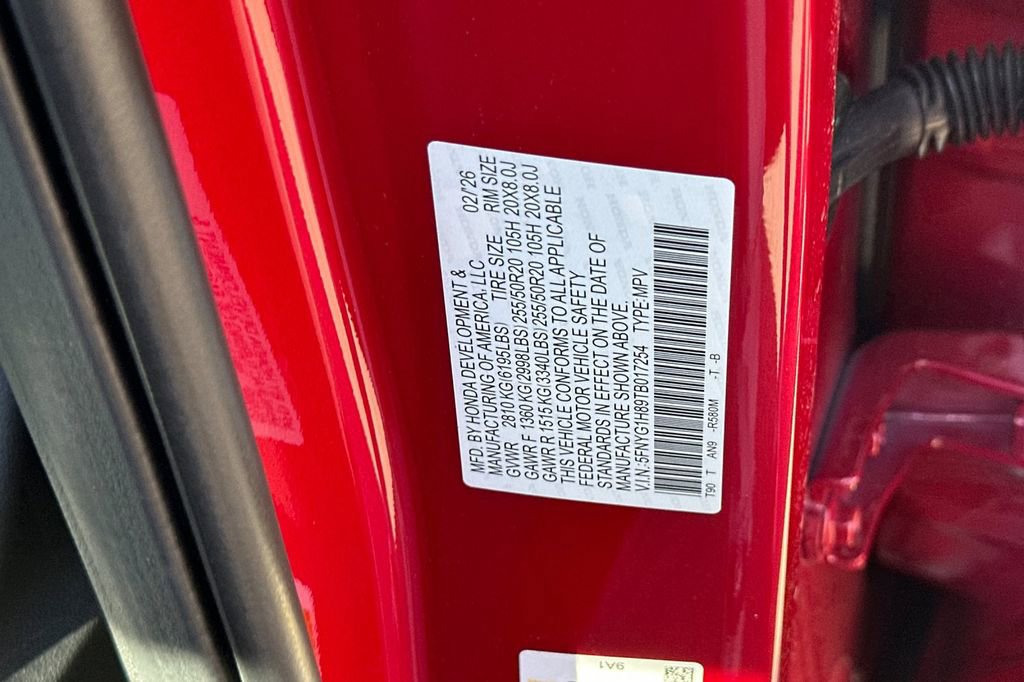 MFD. BY HONDA DEVELOPMENT &
MANUFACTURING OF AMERICA, LLC 02/'26
GVWR 2810 KG(6195LBS) TIRE SIZE RIM SIZE
GAWR F 1360 KG(2998LBS) 255/50R20 105H 20X8.0J
GAWR R 1515 KG(3340LBS) 255/50R20 105H 20X8.0J
THIS VEHICLE CONFORMS TO ALL APPLICABLE
FEDERAL MOTOR VEHICLE SAFETY
STANDARDS IN EFFECT ON THE DATE OF
MANUFACTURE SHOWN ABOVE.
V.I.N.:5FNYG1H89TB017254 TYPE:MPV
T90 T AN9 -R580M -T. -B
9A1